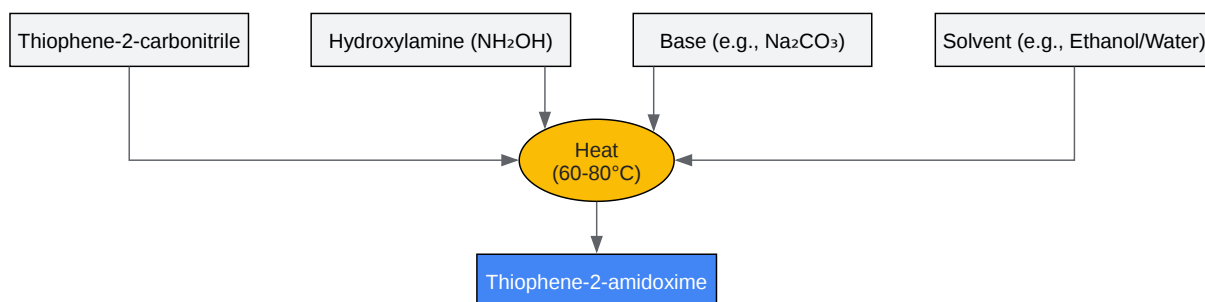 Thiophene-2-carbonitrile
Hydroxylamine (NH₂OH)
Base (e.g., Na₂CO₃)
Solvent (e.g., Ethanol/Water)
Heat
(60-80°C)
Thiophene-2-amidoxime